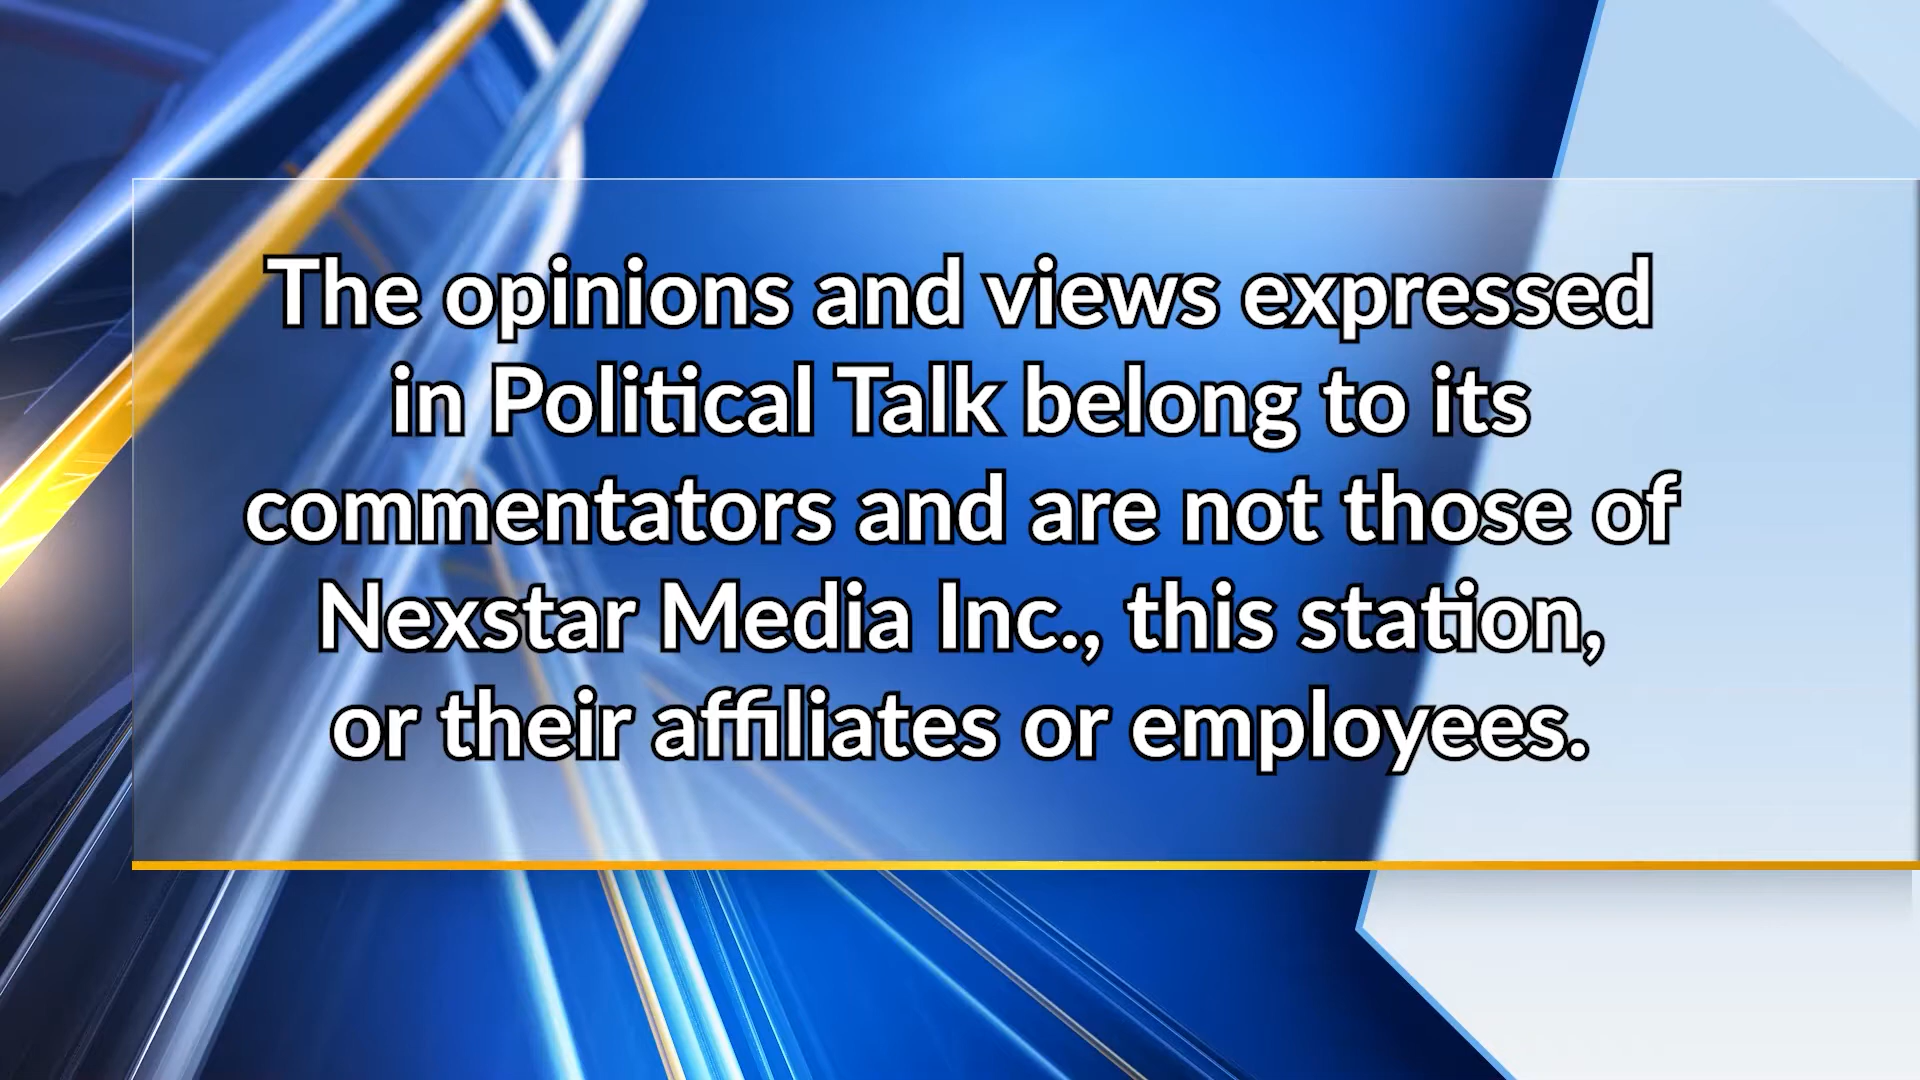 The opinions and views expressed
in Political Talk belong to its
commentators and are not those of
Nexstar Media Inc., this station,
or their affiliates or employees.